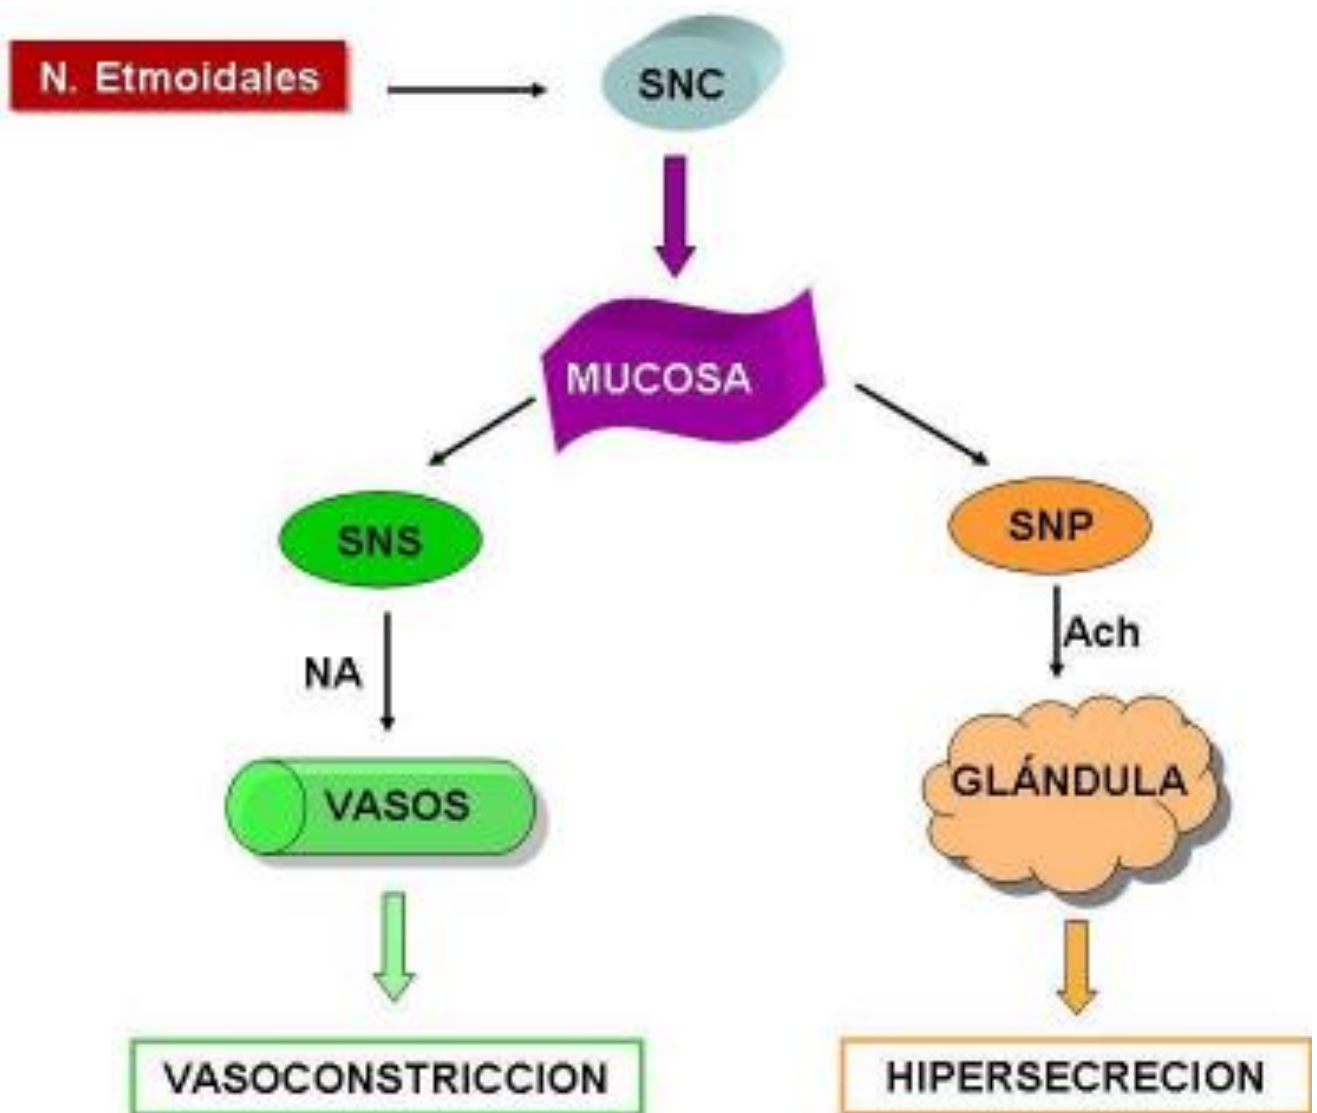 N. Etmoidales
SNC
MUCOSA
SNS
SNP
NA
Ach
VASOS
GLÁNDULA
VASOCONSTRICCION
HIPERSECRECION